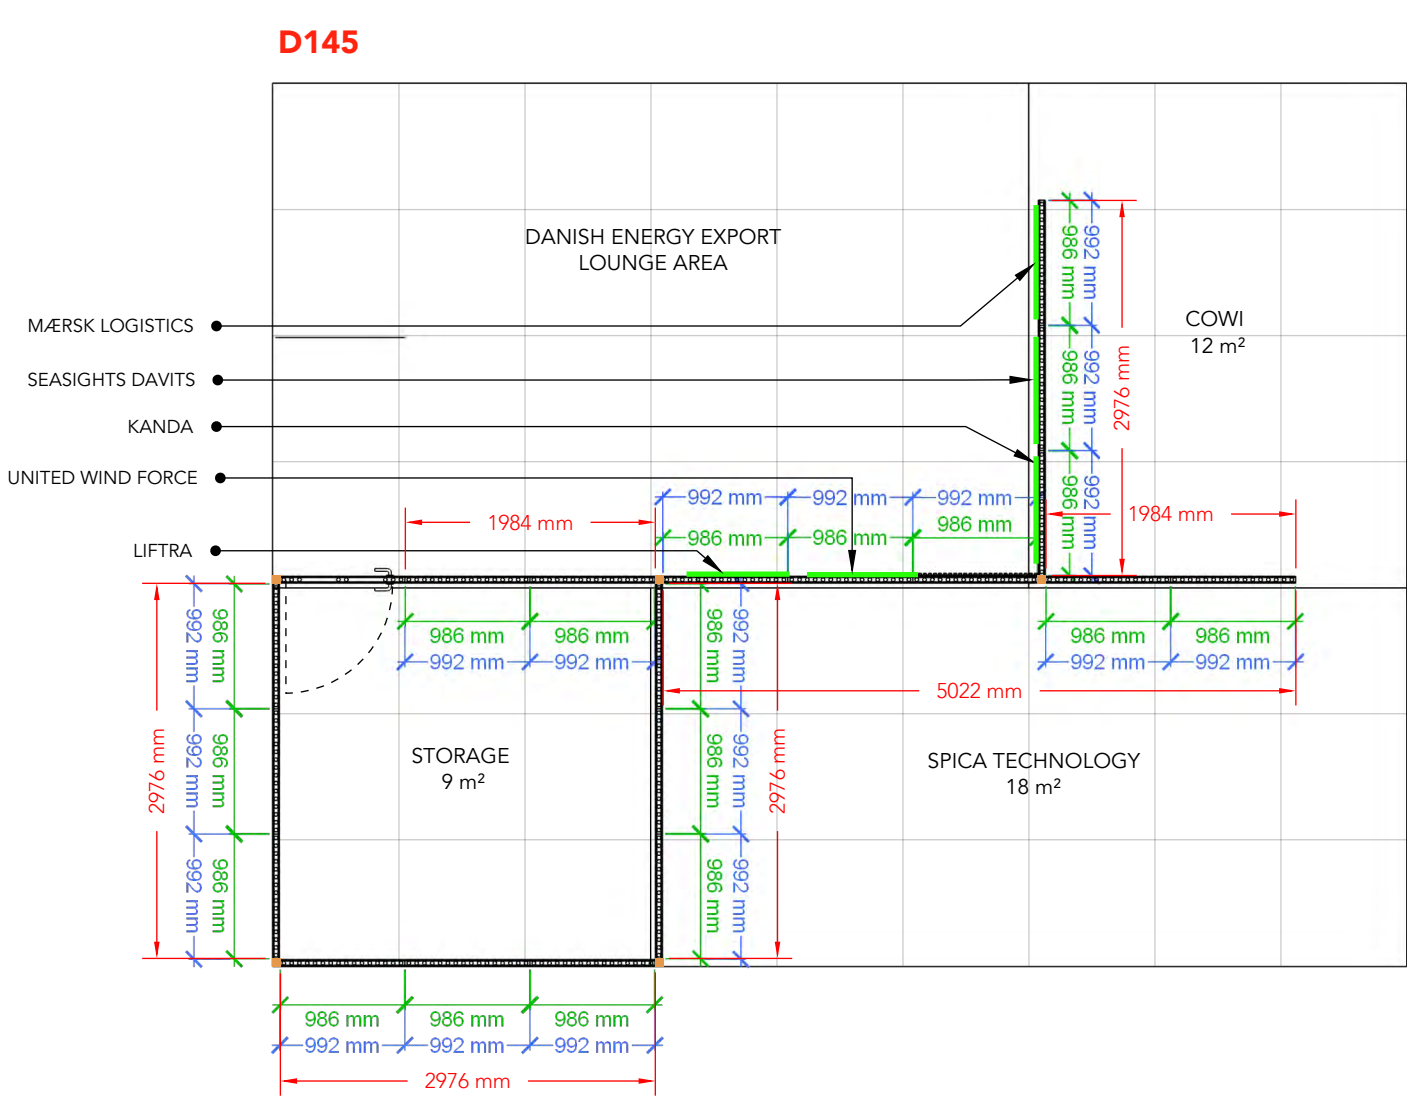 D145
DANISH ENERGY EXPORT
LOUNGE AREA
MÆRSK LOGISTICS
SEASIGHTS DAVITS
KANDA
UNITED WIND FORCE
LIFTRA
COWI
12 m²
986 mm
992 mm
986 mm
992 mm
986 mm
992 mm
2976 mm
992 mm
992 mm
992 mm
986 mm
986 mm
986 mm
1984 mm
1984 mm
986 mm
986 mm
992 mm
992 mm
986 mm
986 mm
992 mm
992 mm
5022 mm
2976 mm
992 mm
992 mm
992 mm
986 mm
986 mm
986 mm
STORAGE
9 m²
986 mm
986 mm
986 mm
992 mm
992 mm
992 mm
2976 mm
SPICA TECHNOLOGY
18 m²
986 mm
986 mm
986 mm
992 mm
992 mm
992 mm
2976 mm